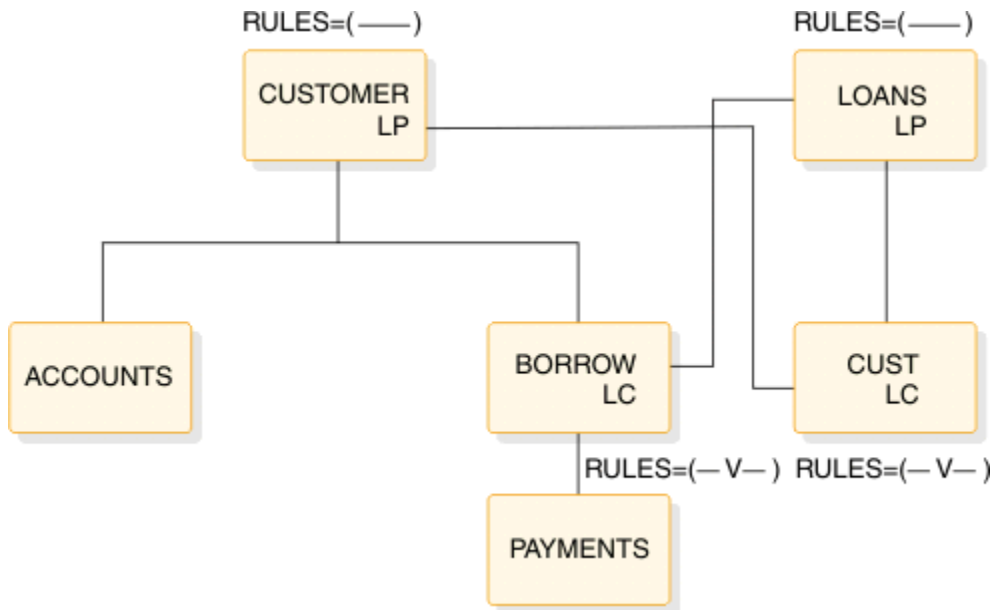 RULES=( —— )
RULES=( —— )
CUSTOMER
LP
LOANS
LP
ACCOUNTS
BORROW
LC
CUST
LC
RULES=(— V— )
RULES=(— V— )
PAYMENTS